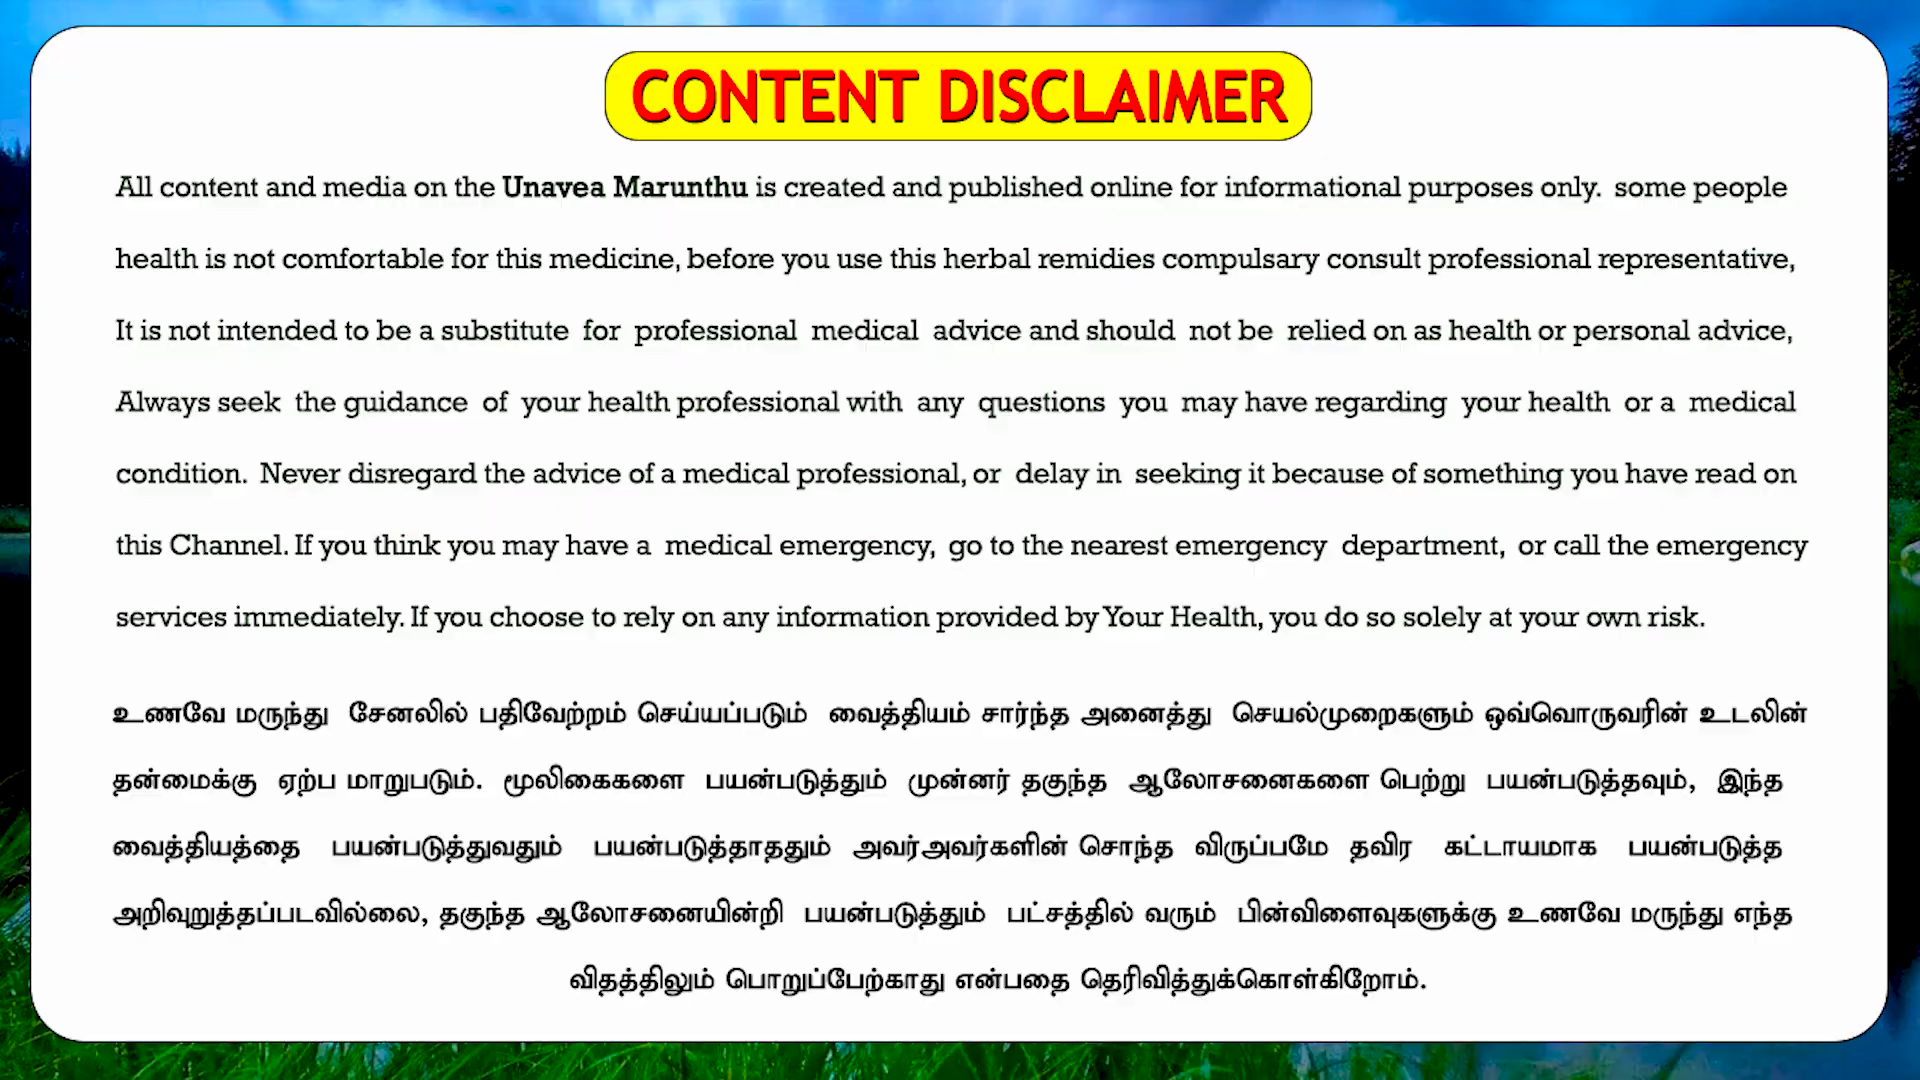 CONTENT DISCLAIMER
All content and media on the Unavea Marunthu is created and published online for informational purposes only. some people
health is not comfortable for this medicine, before you use this herbal remidies compulsary consult professional representative,
It is not intended to be a substitute for professional medical advice and should not be relied on as health or personal advice,
Always seek the guidance of your health professional with any questions you may have regarding your health or a medical
condition. Never disregard the advice of a medical professional, or delay in seeking it because of something you have read on
this Channel. If you think you may have a medical emergency, go to the nearest emergency department, or call the emergency
services immediately. If you choose to rely on any information provided by Your Health, you do so solely at your own risk.
உணவே மருந்து சேனலில் பதிவேற்றம் செய்யப்படும் வைத்தியம் சார்ந்த அனைத்து செயல்முறைகளும் ஒவ்வொருவரின் உடலின்
தன்மைக்கு ஏற்ப மாறுபடும். மூலிகைகளை பயன்படுத்தும் முன்னர் தகுந்த ஆலோசனைகளை பெற்று பயன்படுத்தவும், இந்த
வைத்தியத்தை பயன்படுத்துவதும் பயன்படுத்தாததும் அவர்அவர்களின் சொந்த விருப்பமே தவிர கட்டாயமாக பயன்படுத்த
அறிவுறுத்தப்படவில்லை, தகுந்த ஆலோசனையின்றி பயன்படுத்தும் பட்சத்தில் வரும் பின்விளைவுகளுக்கு உணவே மருந்து எந்த
விதத்திலும் பொறுப்பேற்காது என்பதை தெரிவித்துக்கொள்கிறோம்.